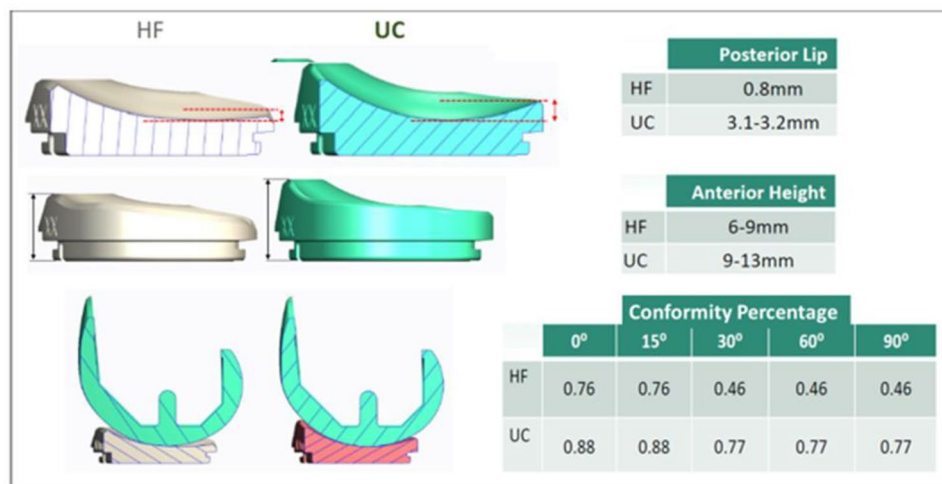 HF UC
Posterior Lip
HF 0.8mm
UC 3.1-3.2mm
Anterior Height
HF 6-9mm
UC 9-13mm
Conformity Percentage
0⁰ 15⁰ 30⁰ 60⁰ 90⁰
HF 0.76 0.76 0.46 0.46 0.46
UC 0.88 0.88 0.77 0.77 0.77